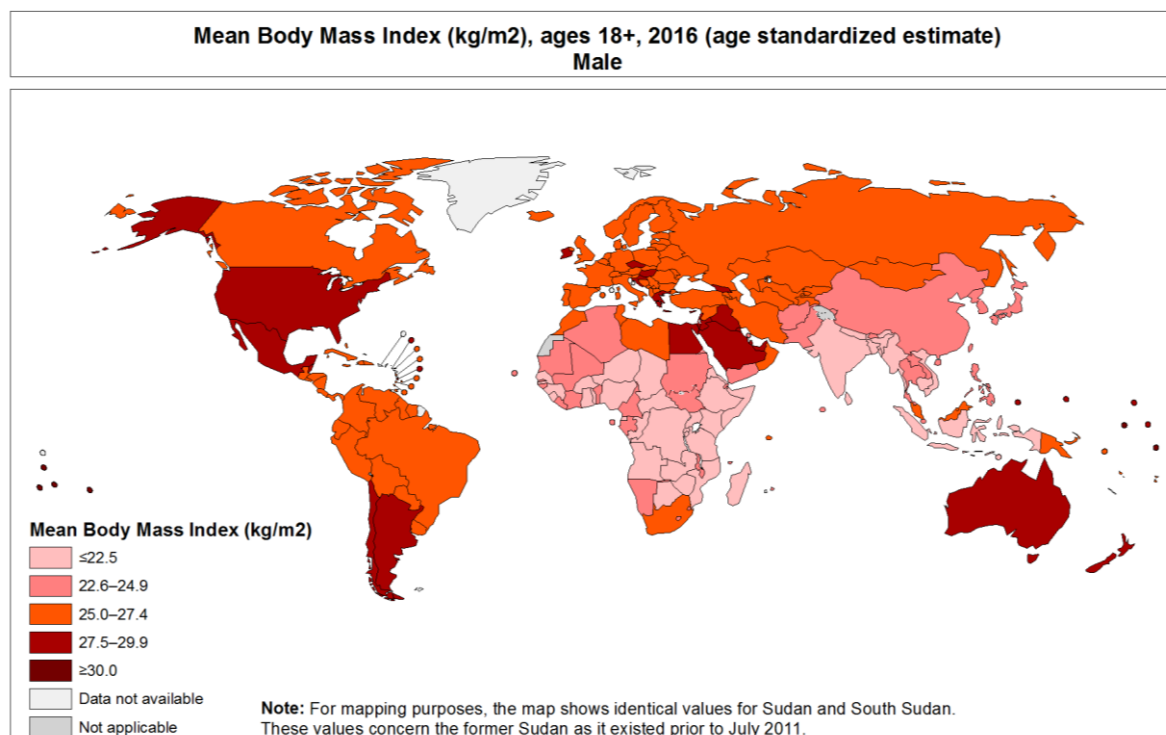 Mean Body Mass Index (kg/m2), ages 18+, 2016 (age standardized estimate)
Male
Mean Body Mass Index (kg/m2)
≤22.5
22.6–24.9
25.0–27.4
27.5–29.9
≥30.0
Data not available
Not applicable
Note: For mapping purposes, the map shows identical values for Sudan and South Sudan.
These values concern the former Sudan as it existed prior to July 2011.